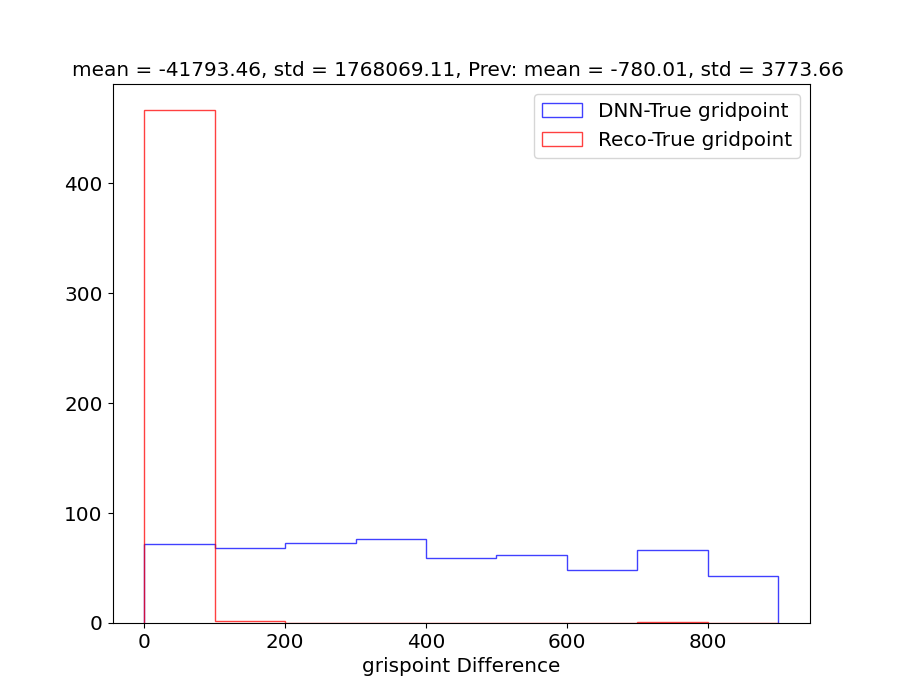 mean = -41793.46, std = 1768069.11, Prev: mean = -780.01, std = 3773.66
DNN-True gridpoint
Reco-True gridpoint
400
300
200
100
0
0 200 400 600 800
grispoint Difference